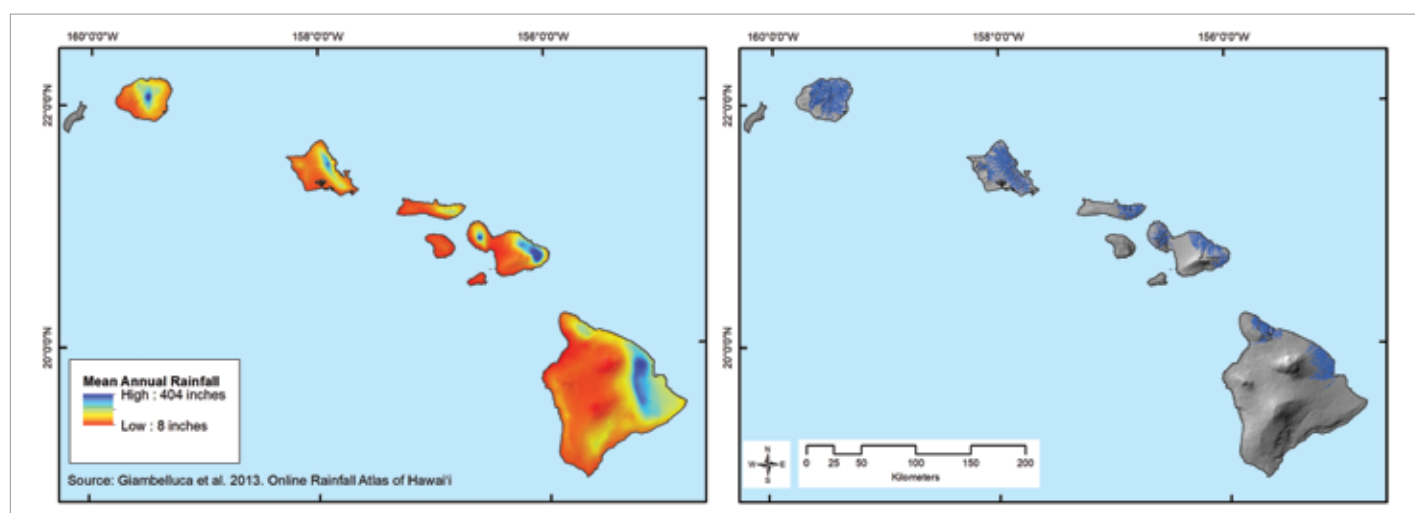 160°0'0"W 158°0'0"W 156°0'0"W
22°0'0"N
20°0'0"N
Mean Annual Rainfall
High : 404 inches
Low : 8 inches
Source: Giambelluca et al. 2013. Online Rainfall Atlas of Hawai'i
160°0'0"W 158°0'0"W 156°0'0"W
22°0'0"N
20°0'0"N
N
W E
S
0 25 50 100 150 200
Kilometers